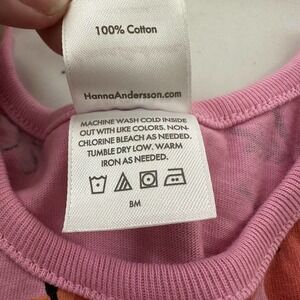 100% Cotton
HannaAndersson.com
MACHINE WASH COLD INSIDE
OUT WITH LIKE COLORS. NON-
CHLORINE BLEACH AS NEEDED.
TUMBLE DRY LOW. WARM
IRON AS NEEDED.
BM